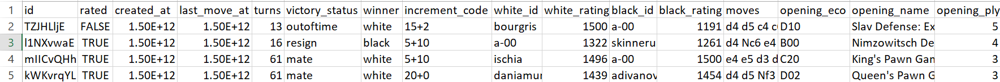 1 id rated created_at last_move_at turns victory_status winner increment_code white_id white_rating black_id black_rating moves opening_eco opening_name opening_ply
2 TZJHLljE FALSE 1.50E+12 1.50E+12 13 outoftime white 15+2 bourgris 1500 a-00 1191 d4 d5 c4 c D10 Slav Defense: Ex 5
3 l1NXvwaE TRUE 1.50E+12 1.50E+12 16 resign black 5+10 a-00 1322 skinneru 1261 d4 Nc6 e4 B00 Nimzowitsch De 4
4 mIICvQHh TRUE 1.50E+12 1.50E+12 61 mate white 5+10 ischia 1496 a-00 1500 e4 e5 d3 d C20 King's Pawn Gam 3
5 kWKvrqYL TRUE 1.50E+12 1.50E+12 61 mate white 20+0 daniamur 1439 adivanov 1454 d4 d5 Nf3 D02 Queen's Pawn G 3